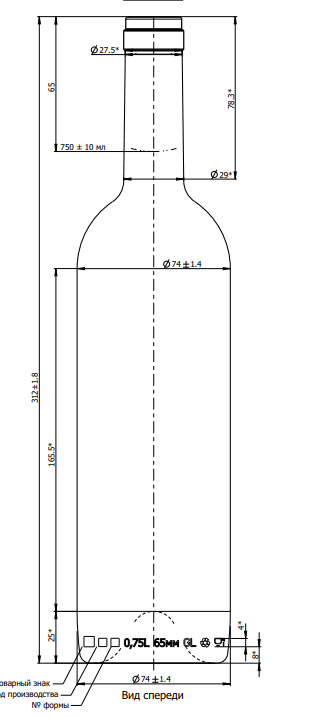 ⌀27.5*
65
78.3*
750 ± 10 мл
⌀29*
⌀74±1.4
312±1.8
165.5*
25*
0,75L 65мм GL
4*
8*
оварный знак
од производства
№ формы
⌀74±1.4
Вид спереди